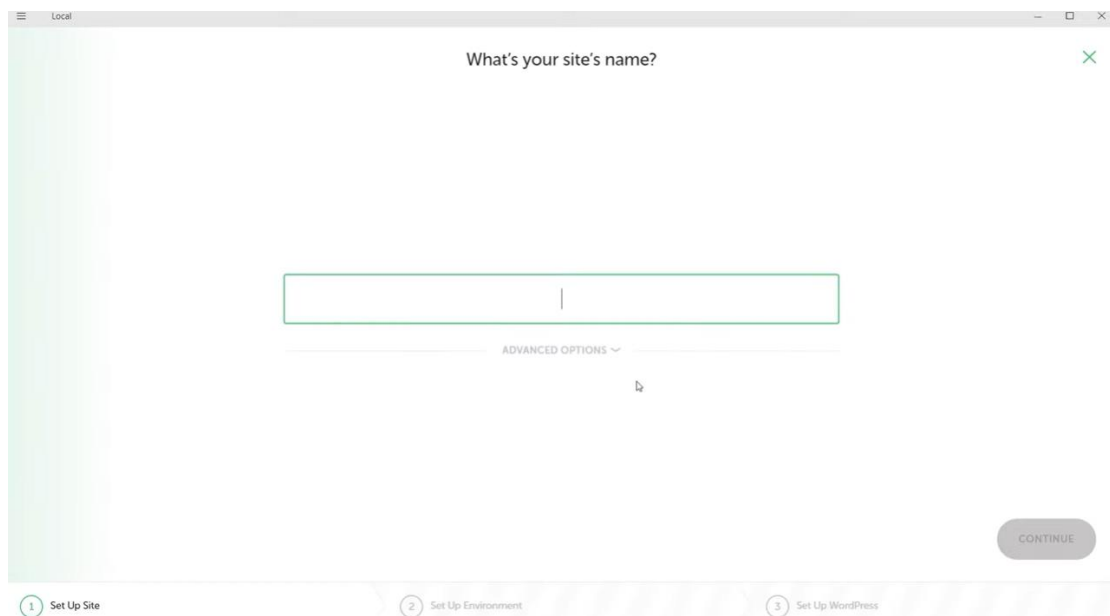 Local
What's your site's name?
ADVANCED OPTIONS
CONTINUE
1 Set Up Site
2 Set Up Environment
3 Set Up WordPress